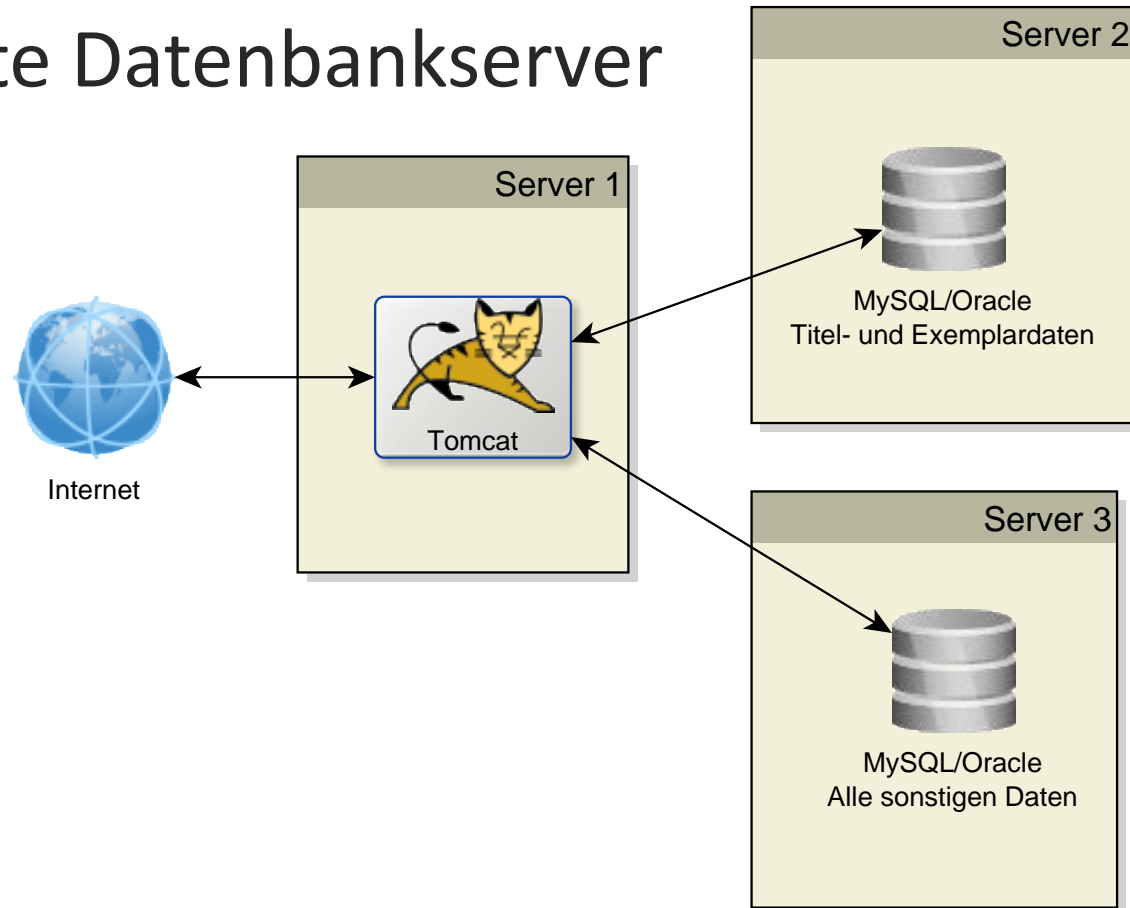 te Datenbankserver
Server 2
Server 1
MySQL/Oracle
Titel- und Exemplardaten
Tomcat
Internet
Server 3
MySQL/Oracle
Alle sonstigen Daten